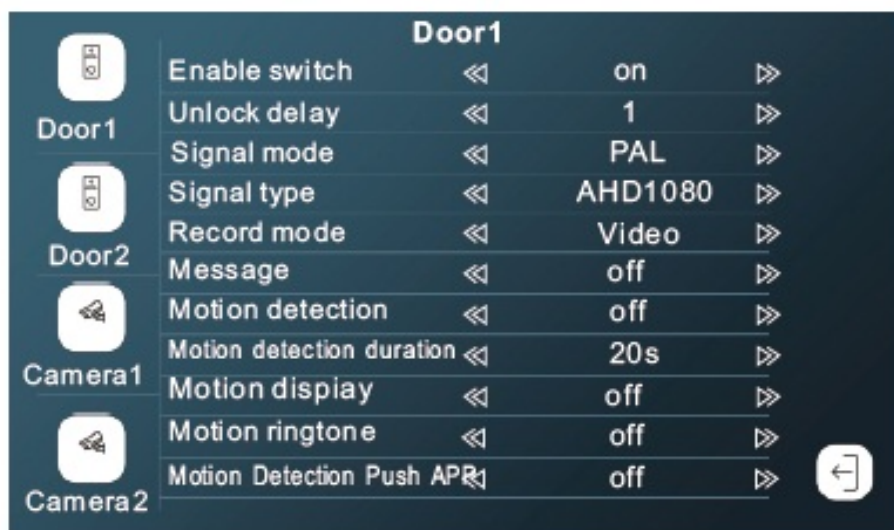 Door1
Enable switch on
Unlock delay 1
Signal mode PAL
Signal type AHD1080
Record mode Video
Message off
Motion detection off
Motion detection duration 20s
Motion display off
Motion ringtone off
Motion Detection Push APP off
Door1
Door2
Camera1
Camera2